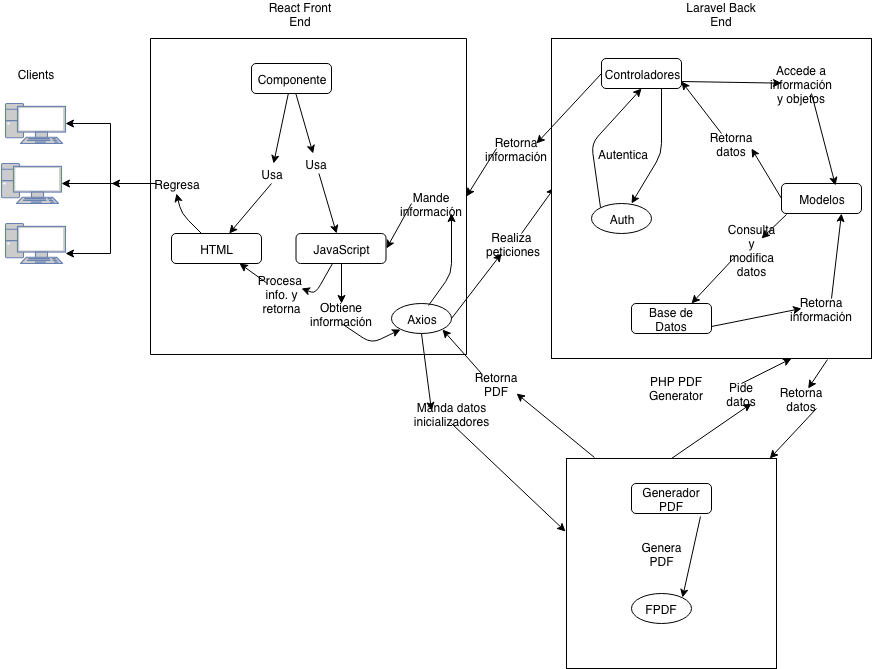 React Front
End
Laravel Back
End
Clients
Componente
Usa
Usa
Regresa
HTML
JavaScript
Mande
información
Procesa
info. y
retorna
Obtiene
información
Axios
Retorna
información
Realiza
peticiones
Controladores
Accede a
información
y objetos
Autentica
Retorna
datos
Auth
Modelos
Consulta
y
modifica
datos
Base de
Datos
Retorna
información
Manda datos
inicializadores
Retorna
PDF
PHP PDF
Generator
Pide
datos
Retorna
datos
Generador
PDF
Genera
PDF
FPDF